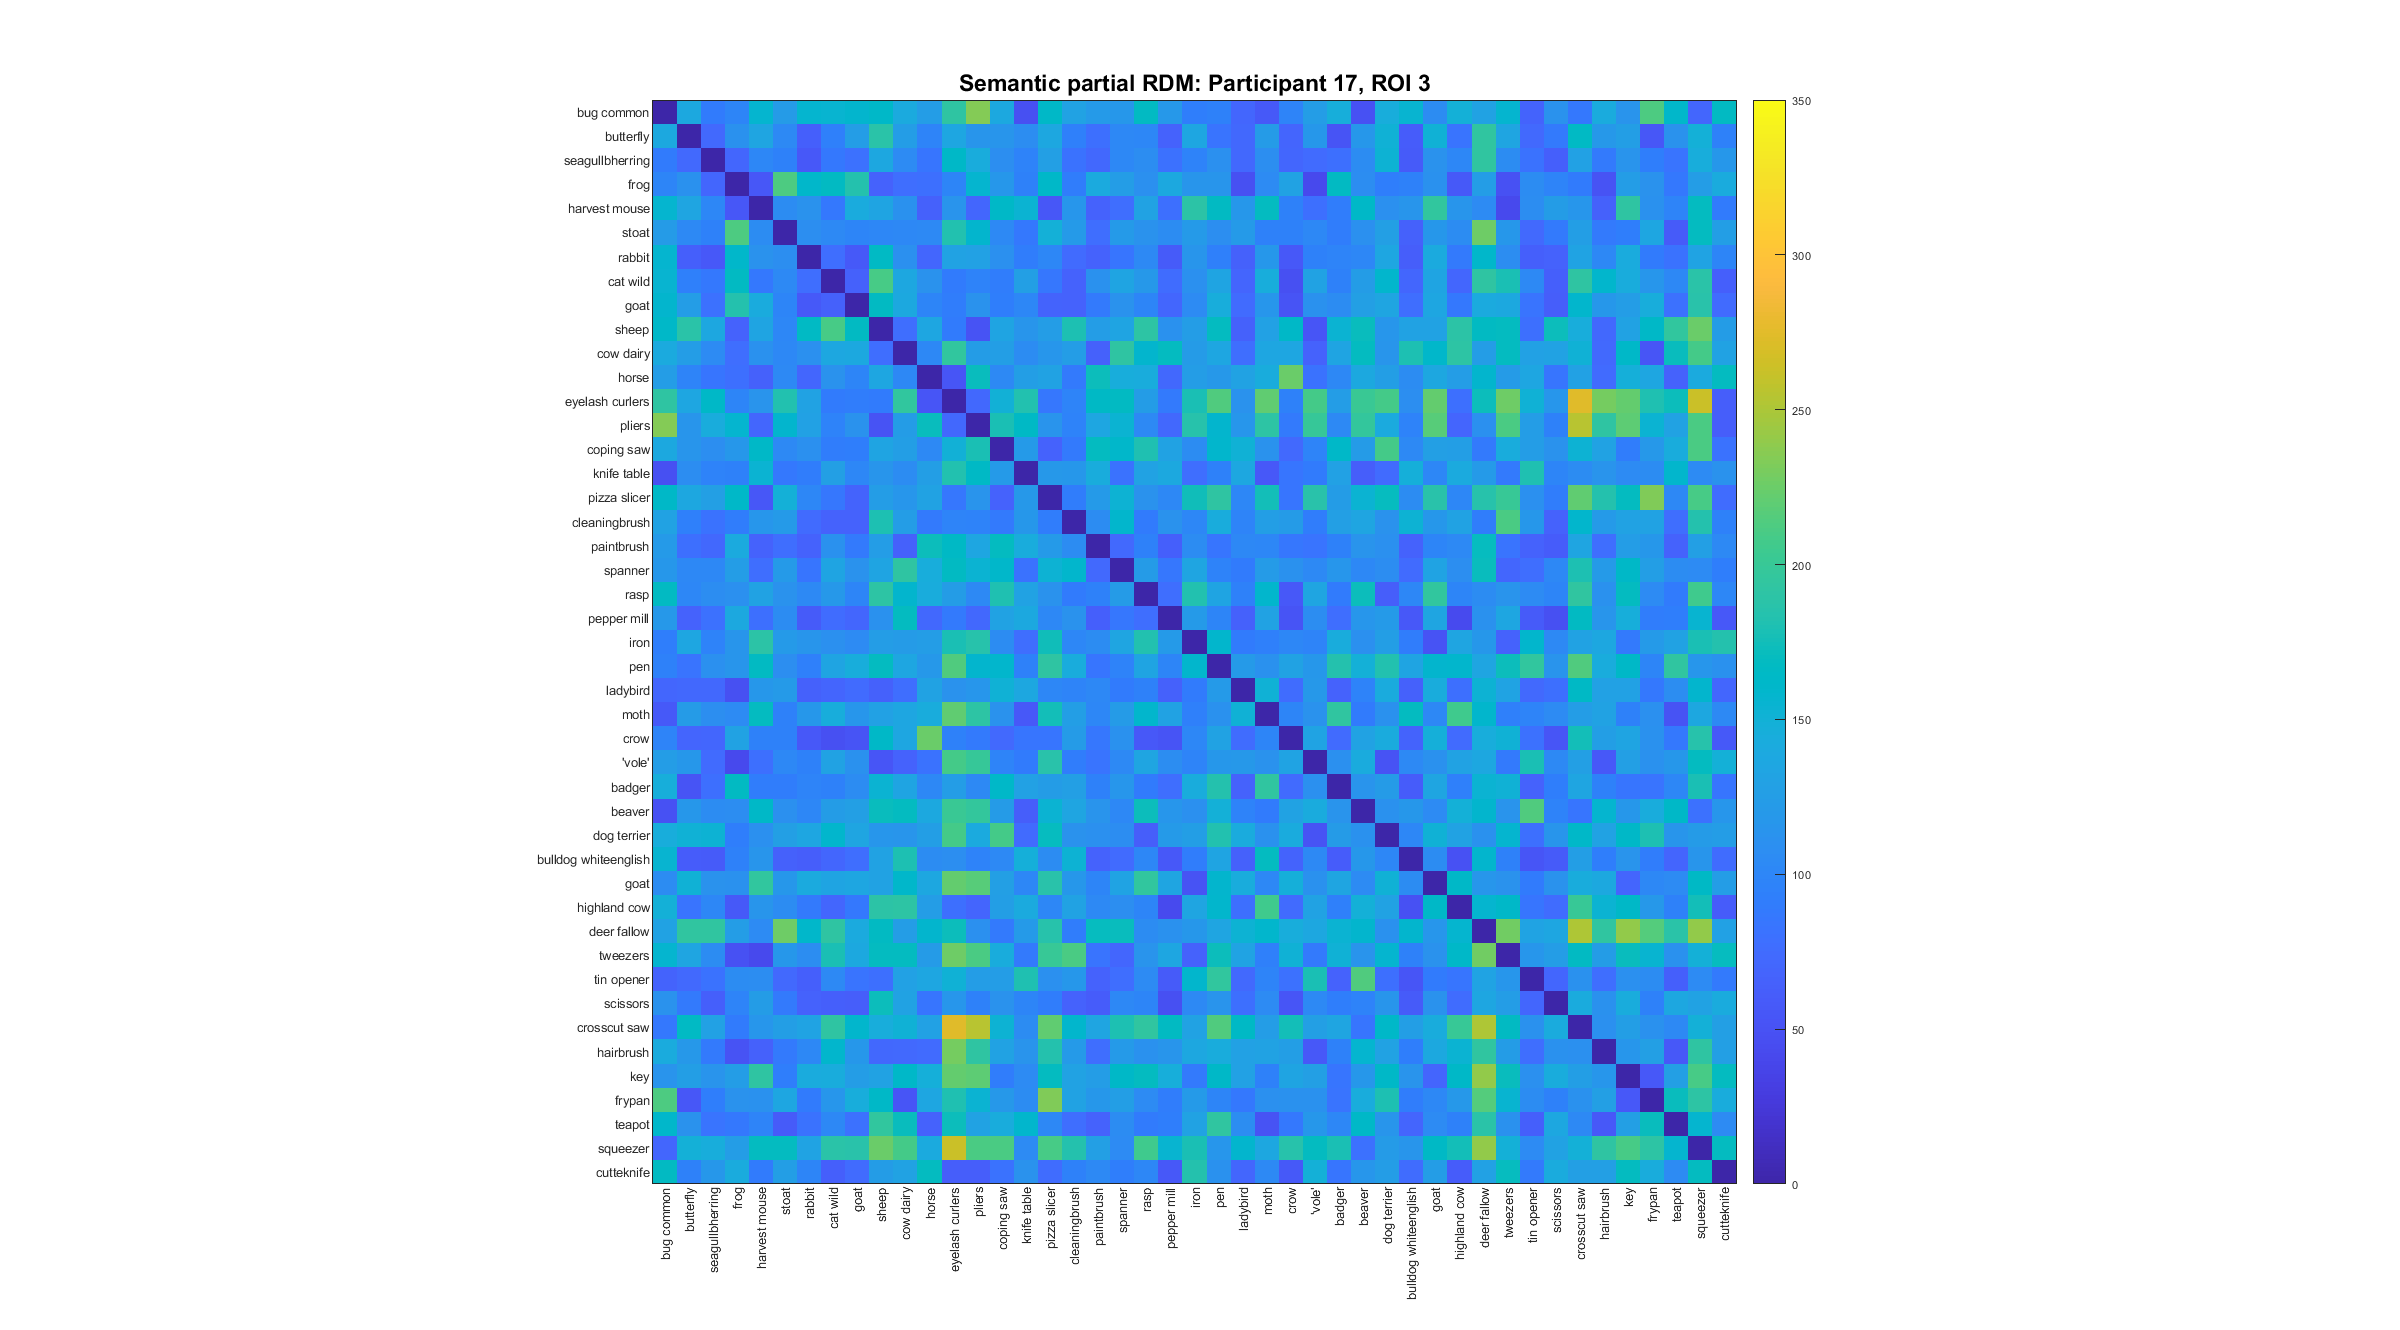 Semantic partial RDM: Participant 17, ROI 3
bug common
butterfly
seagullbherring
frog
harvest mouse
stoat
rabbit
cat wild
goat
sheep
cow dairy
horse
eyelash curlers
pliers
coping saw
knife table
pizza slicer
cleaningbrush
paintbrush
spanner
rasp
pepper mill
iron
pen
ladybird
moth
crow
'vole'
badger
beaver
dog terrier
bulldog whiteenglish
goat
highland cow
deer fallow
tweezers
tin opener
scissors
crosscut saw
hairbrush
key
frypan
teapot
squeezer
cutteknife
bug common
butterfly
seagullbherring
frog
harvest mouse
stoat
rabbit
cat wild
goat
sheep
cow dairy
horse
eyelash curlers
pliers
coping saw
knife table
pizza slicer
cleaningbrush
paintbrush
spanner
rasp
pepper mill
iron
pen
ladybird
moth
crow
'vole'
badger
beaver
dog terrier
bulldog whiteenglish
goat
highland cow
deer fallow
tweezers
tin opener
scissors
crosscut saw
hairbrush
key
frypan
teapot
squeezer
cutteknife
350
300
250
200
150
100
50
0